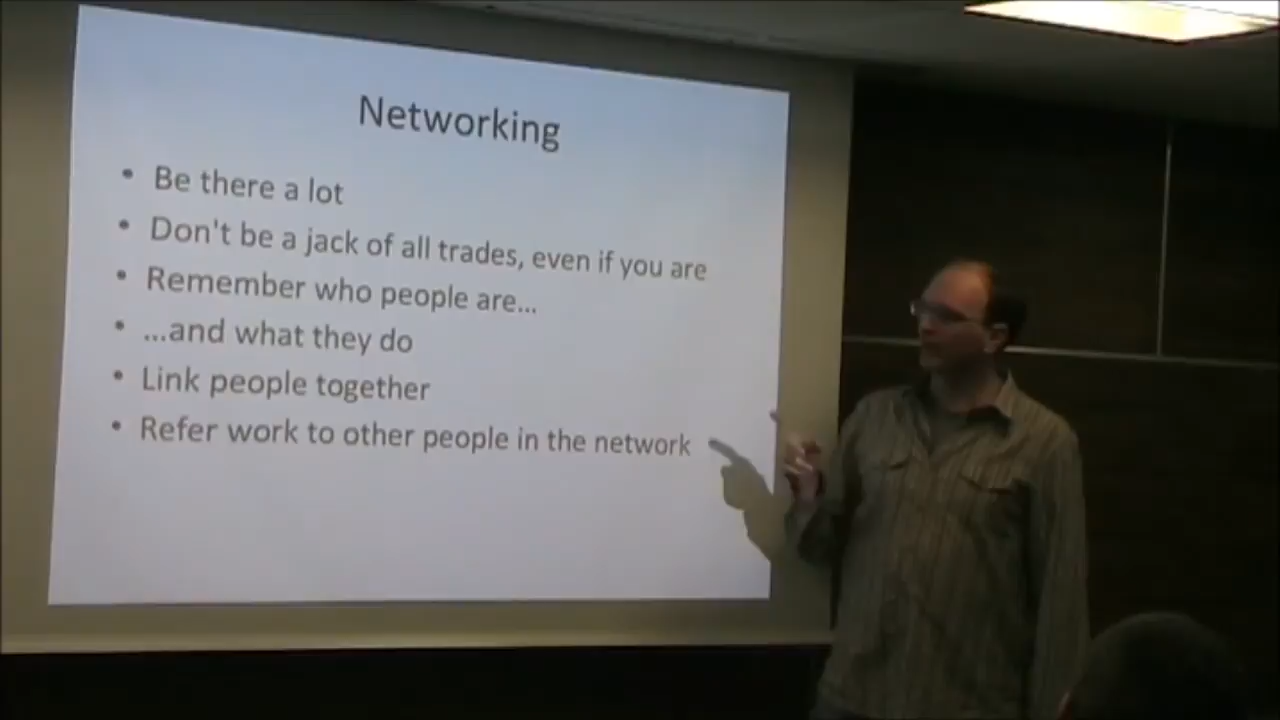 Networking
• Be there a lot
• Don't be a jack of all trades, even if you are
• Remember who people are...
• ...and what they do
• Link people together
• Refer work to other people in the network